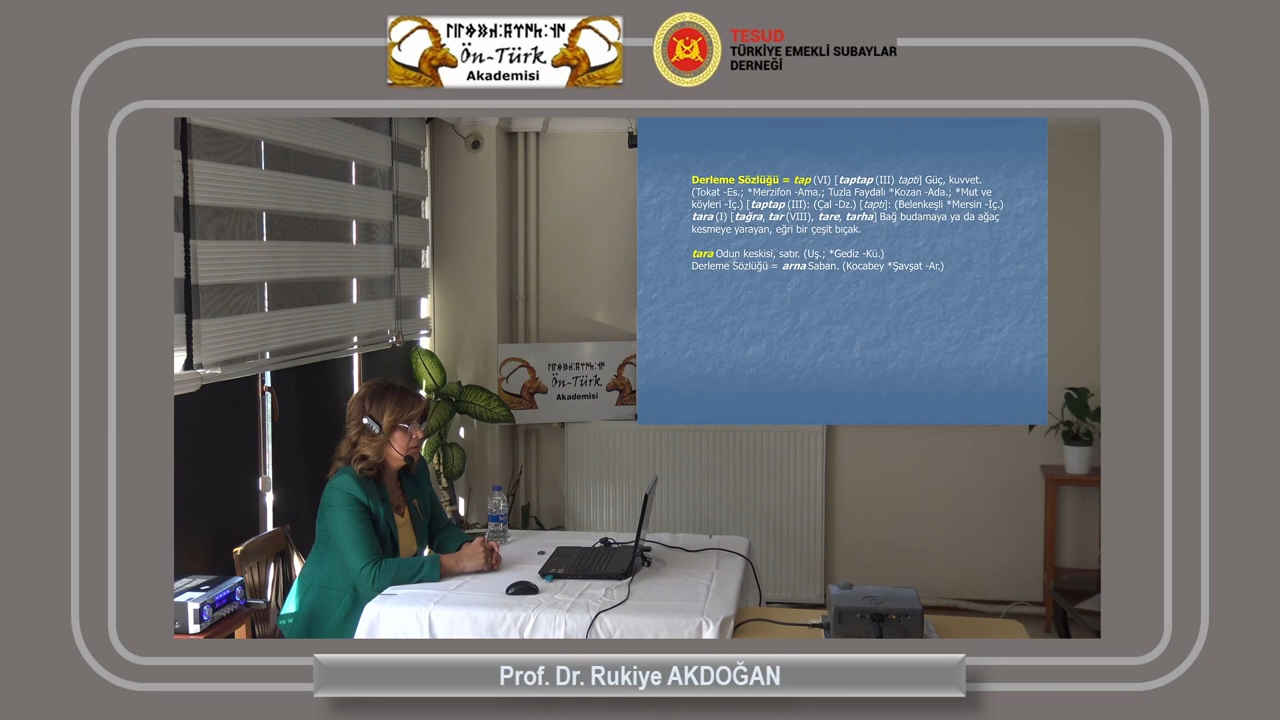 Ön-Türk
Akademisi
TESUD
TÜRKİYE EMEKLİ SUBAYLAR
DERNEĞİ
Derleme Sözlüğü = tap (VI) [taptap (III) taptı] Güç, kuvvet.
(Tokat -Es.; *Merzifon -Ama.; Tuzla Faydalı *Kozan -Ada.; *Mut ve
köyleri -İç.) [taptap (III): (Çal -Dz.) [taptı]: (Belenkeşli *Mersin -İç.)
tara (I) [tağra, tar (VIII), tare, tarha] Bağ budamaya ya da ağaç
kesmeye yarayan, eğri bir çeşit bıçak.
tara Odun keskisi, satır. (Uş.; *Gediz -Kü.)
Derleme Sözlüğü = arna Saban. (Kocabey *Şavşat -Ar.)
Ön-Türk
Akademisi
Prof. Dr. Rukiye AKDOĞAN